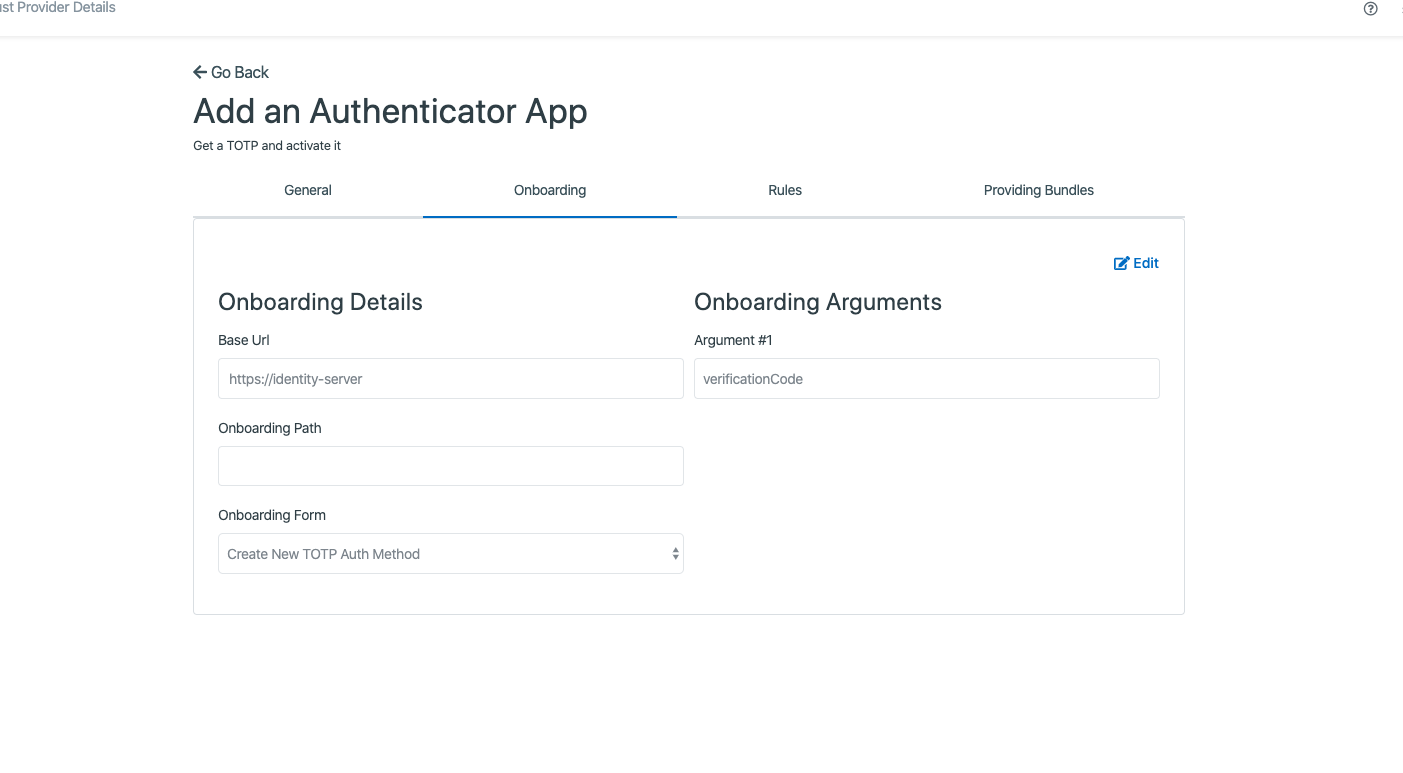 Provider Details
Go Back
Add an Authenticator App
Get a TOTP and activate it
General
Onboarding
Rules
Providing Bundles
Edit
Onboarding Details
Onboarding Arguments
Base Url
Argument #1
https://identity-server
verificationCode
Onboarding Path
Onboarding Form
Create New TOTP Auth Method